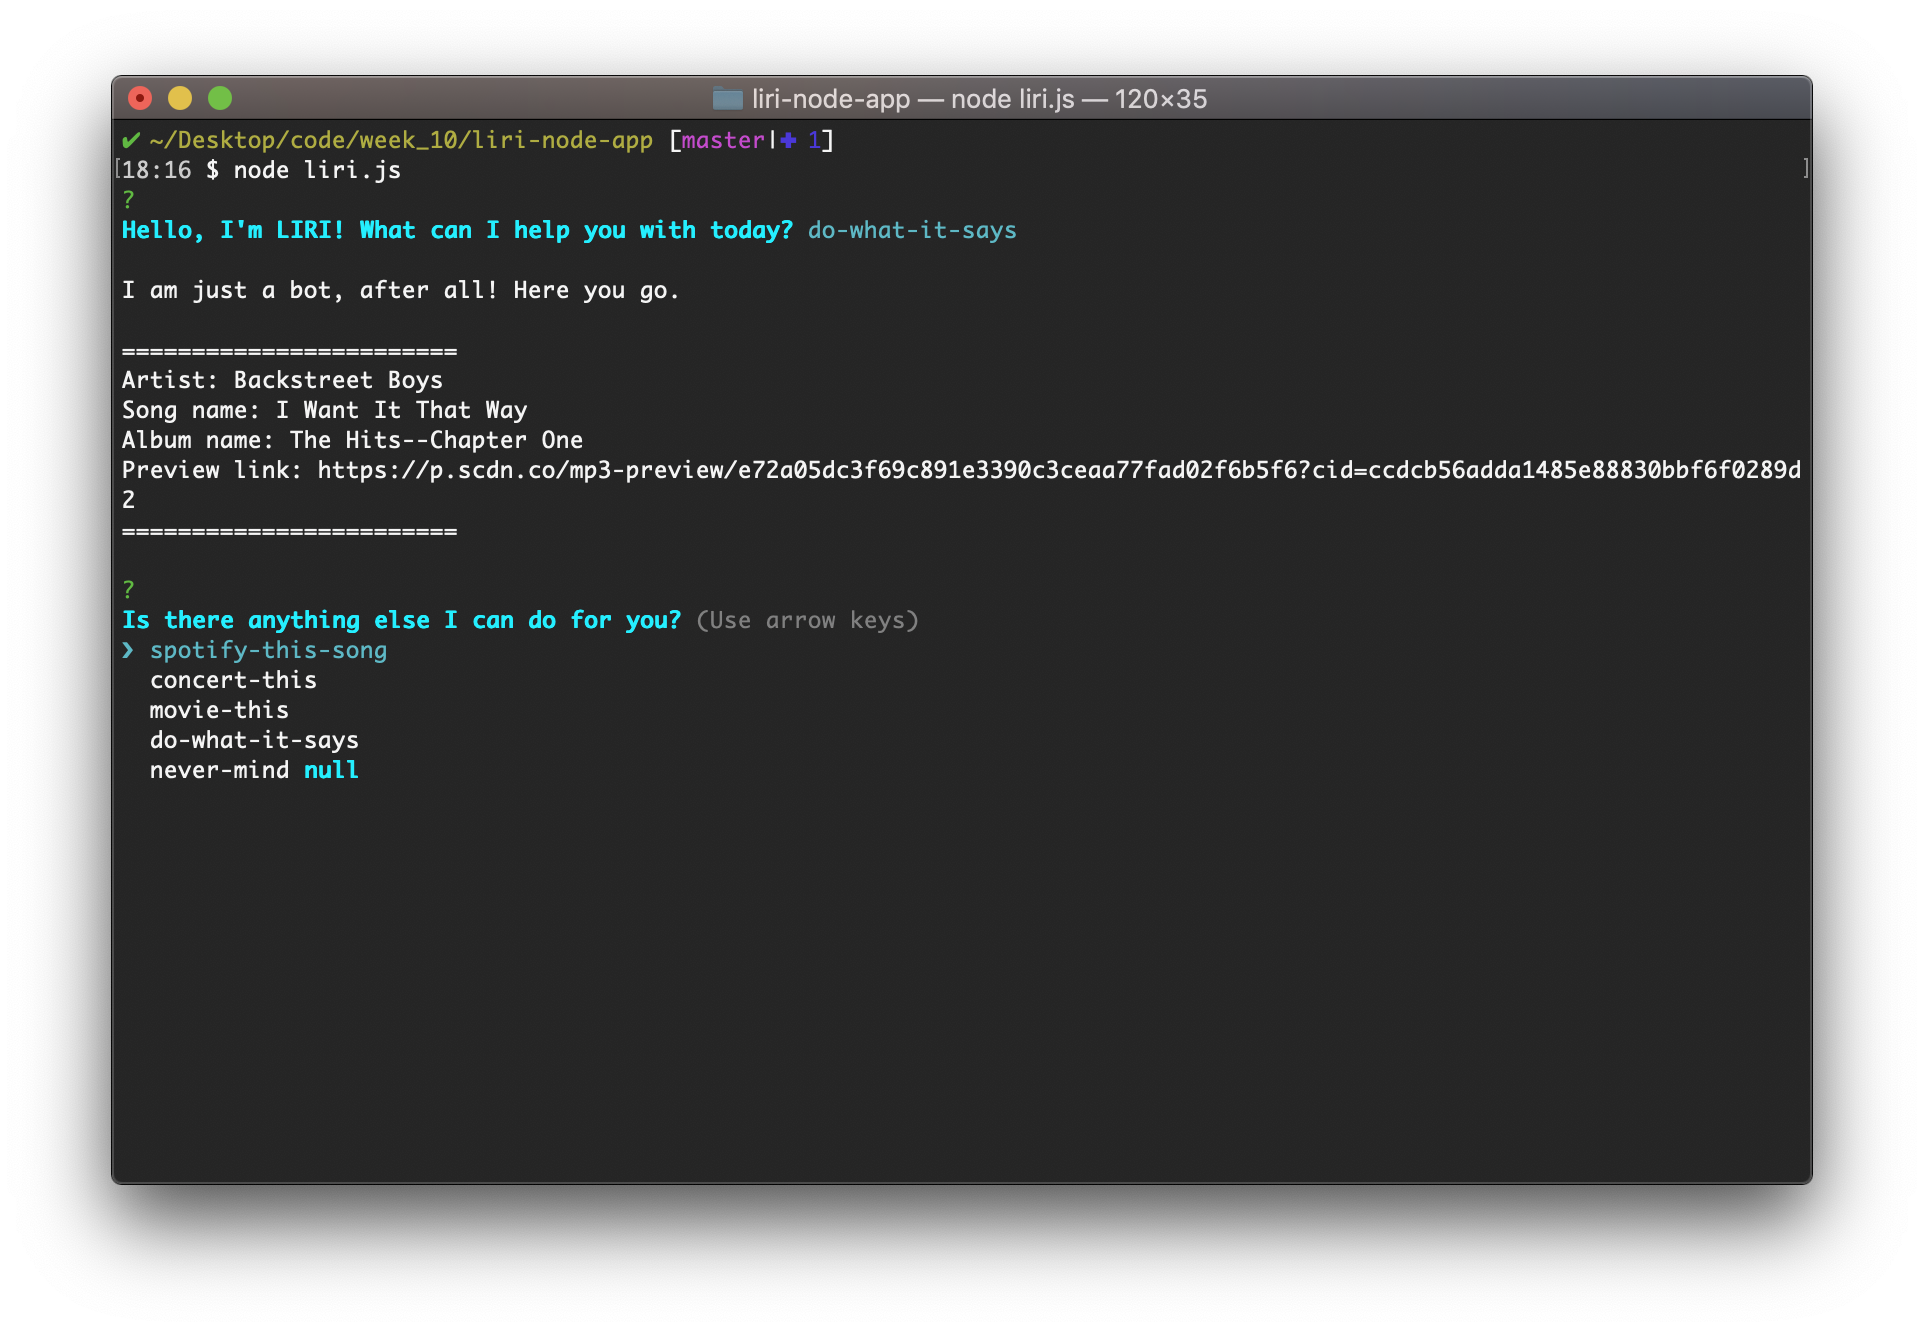 liri-node-app — node liri.js — 120×35
✔ ~/Desktop/code/week_10/liri-node-app [master|✚ 1]
[18:16 $ node liri.js ]
?
Hello, I'm LIRI! What can I help you with today? do-what-it-says
I am just a bot, after all! Here you go.
========================
Artist: Backstreet Boys
Song name: I Want It That Way
Album name: The Hits--Chapter One
Preview link: https://p.scdn.co/mp3-preview/e72a05dc3f69c891e3390c3ceaa77fad02f6b5f6?cid=ccdcb56adda1485e88830bbf6f0289d
2
========================
?
Is there anything else I can do for you? (Use arrow keys)
❯ spotify-this-song
concert-this
movie-this
do-what-it-says
never-mind null